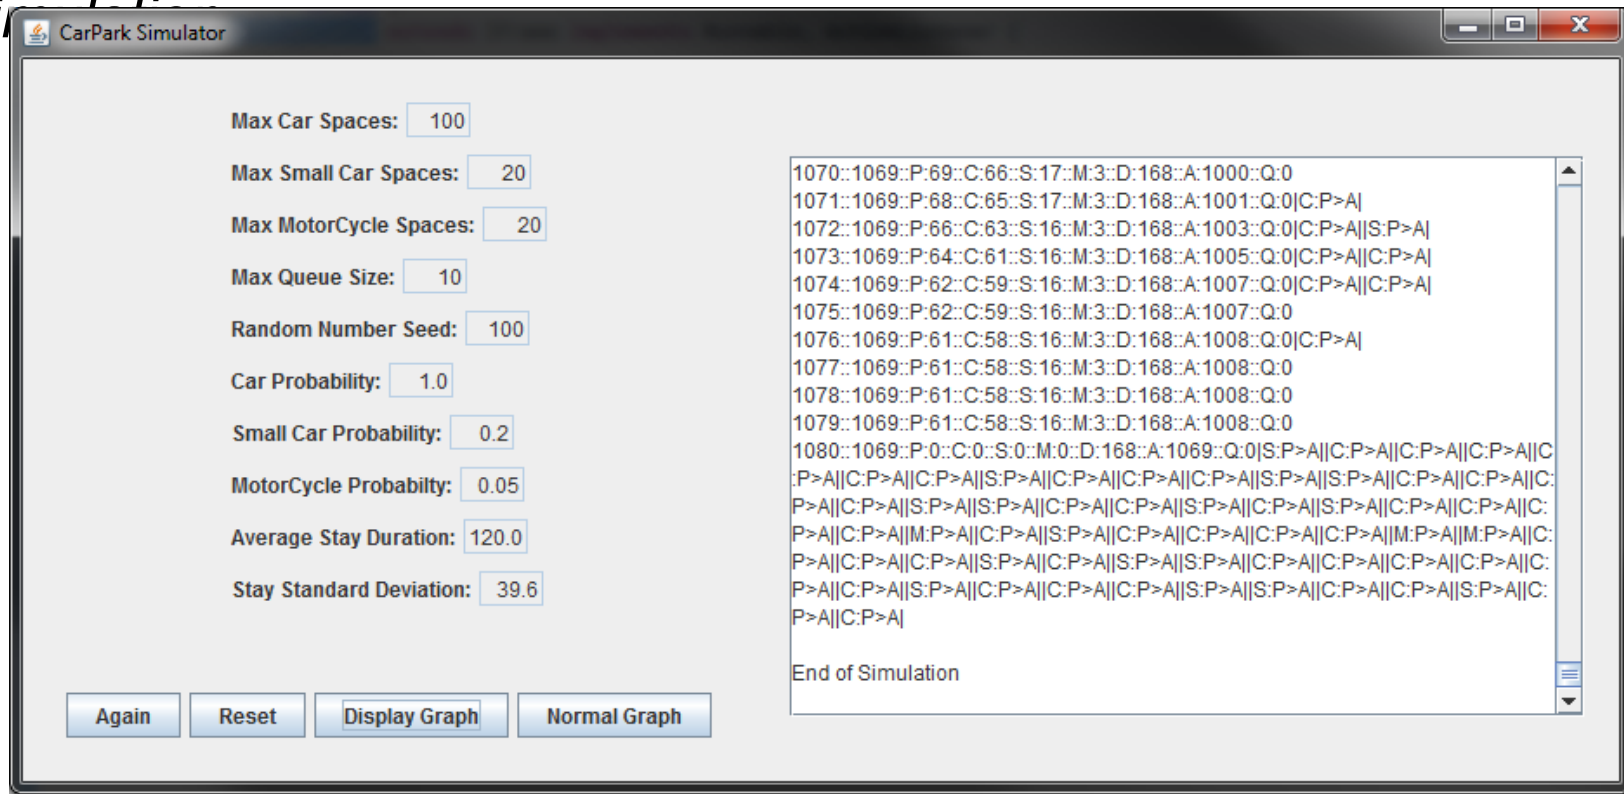 CarPark Simulator
Max Car Spaces: 100
Max Small Car Spaces: 20
Max MotorCycle Spaces: 20
Max Queue Size: 10
Random Number Seed: 100
Car Probability: 1.0
Small Car Probability: 0.2
MotorCycle Probabilty: 0.05
Average Stay Duration: 120.0
Stay Standard Deviation: 39.6
1070::1069::P:69::C:66::S:17::M:3::D:168::A:1000::Q:0
1071::1069::P:68::C:65::S:17::M:3::D:168::A:1001::Q:0|C:P>A|
1072::1069::P:66::C:63::S:16::M:3::D:168::A:1003::Q:0|C:P>A||S:P>A|
1073::1069::P:64::C:61::S:16::M:3::D:168::A:1005::Q:0|C:P>A||C:P>A|
1074::1069::P:62::C:59::S:16::M:3::D:168::A:1007::Q:0|C:P>A||C:P>A|
1075::1069::P:62::C:59::S:16::M:3::D:168::A:1007::Q:0
1076::1069::P:61::C:58::S:16::M:3::D:168::A:1008::Q:0|C:P>A|
1077::1069::P:61::C:58::S:16::M:3::D:168::A:1008::Q:0
1078::1069::P:61::C:58::S:16::M:3::D:168::A:1008::Q:0
1079::1069::P:61::C:58::S:16::M:3::D:168::A:1008::Q:0
1080::1069::P:0::C:0::S:0::M:0::D:168::A:1069::Q:0|S:P>A||C:P>A||C:P>A||C:P>A||C
:P>A||C:P>A||C:P>A||S:P>A||C:P>A||C:P>A||C:P>A||S:P>A||S:P>A||C:P>A||C:P>A||C:
P>A||C:P>A||S:P>A||S:P>A||C:P>A||C:P>A||S:P>A||C:P>A||S:P>A||C:P>A||C:P>A||C:
P>A||C:P>A||M:P>A||C:P>A||S:P>A||C:P>A||C:P>A||C:P>A||C:P>A||M:P>A||M:P>A||C:
P>A||C:P>A||C:P>A||S:P>A||C:P>A||S:P>A||S:P>A||C:P>A||C:P>A||C:P>A||C:P>A||C:
P>A||C:P>A||S:P>A||C:P>A||C:P>A||C:P>A||S:P>A||S:P>A||C:P>A||C:P>A||S:P>A||C:
P>A||C:P>A|
End of Simulation
Again Reset Display Graph Normal Graph